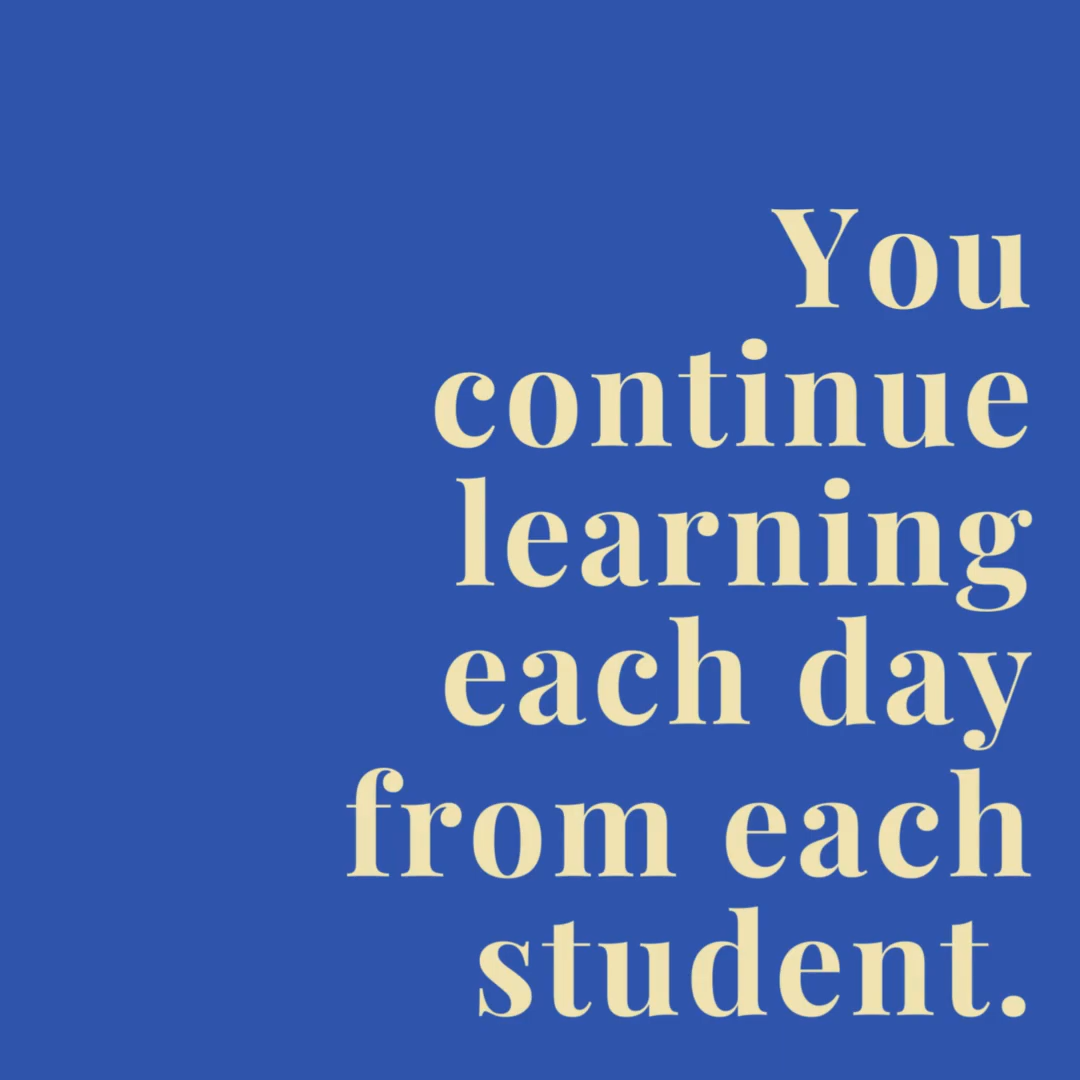 You
continue
learning
each day
from each
student.